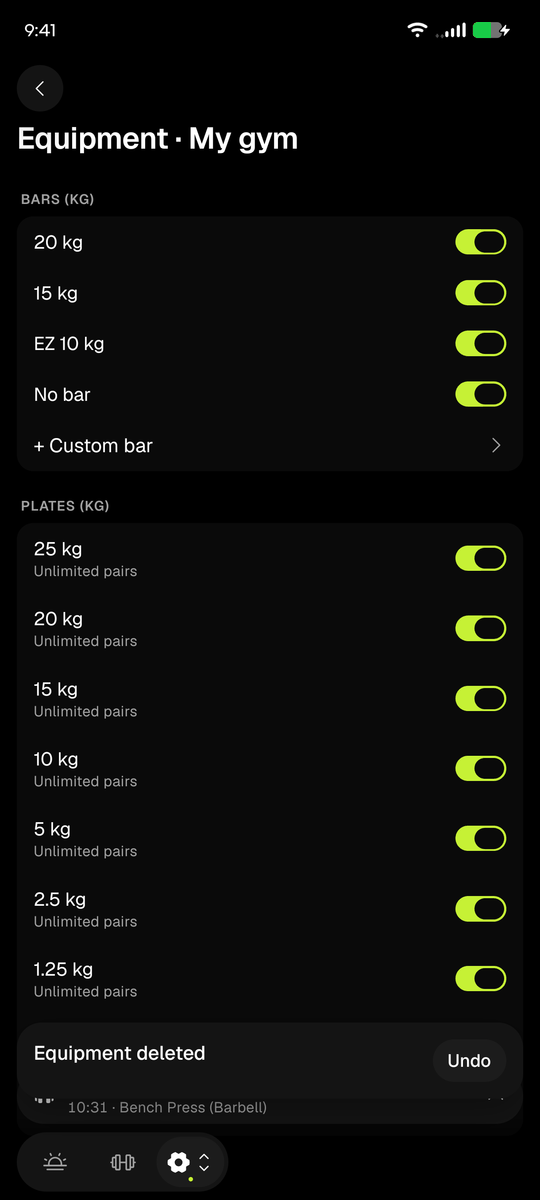 9:41
Equipment · My gym
BARS (KG)
20 kg
15 kg
EZ 10 kg
No bar
+ Custom bar
PLATES (KG)
25 kg
Unlimited pairs
20 kg
Unlimited pairs
15 kg
Unlimited pairs
10 kg
Unlimited pairs
5 kg
Unlimited pairs
2.5 kg
Unlimited pairs
1.25 kg
Unlimited pairs
Equipment deleted
Undo
10:31 · Bench Press (Barbell)